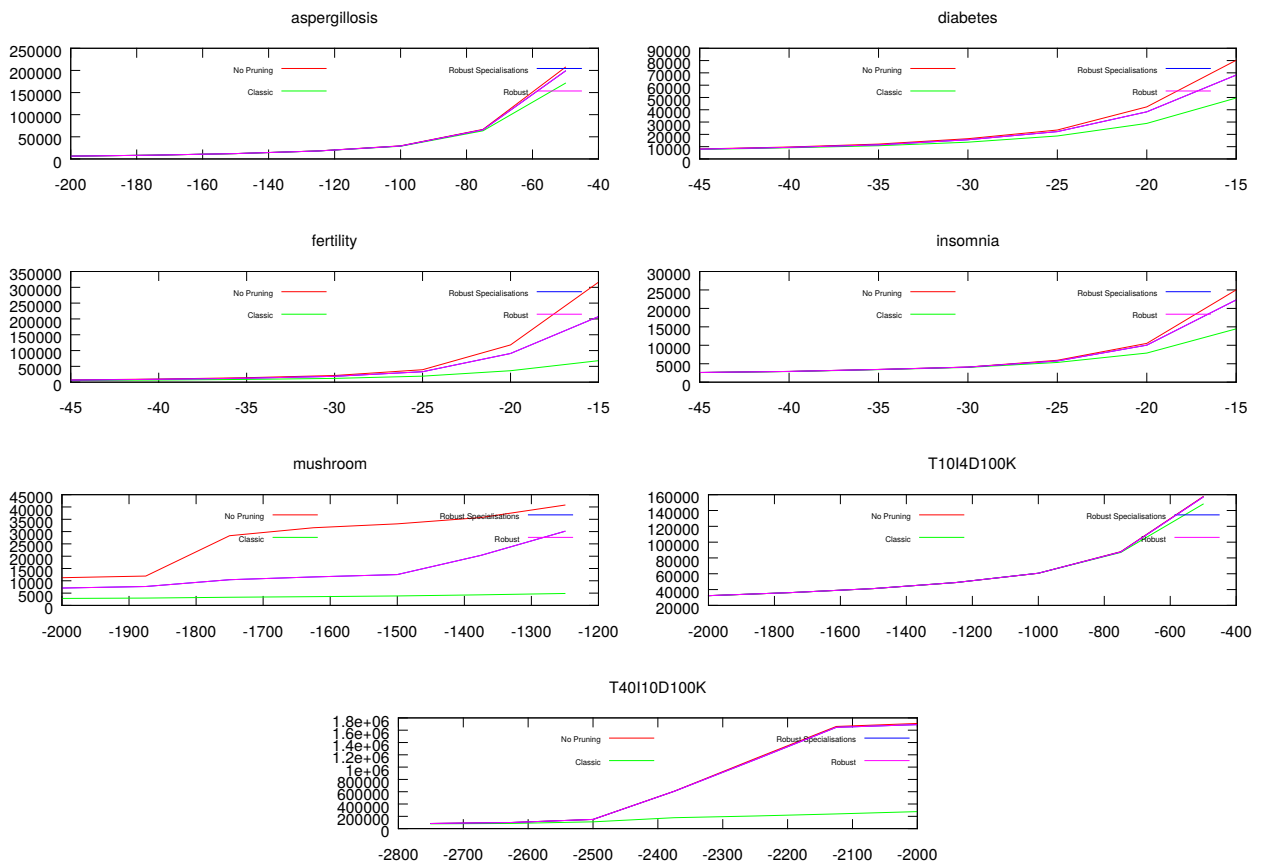 aspergillosis
250000
200000
150000
100000
50000
0
No Pruning
Classic
Robust Specialisations
Robust
-200 -180 -160 -140 -120 -100 -80 -60 -40
diabetes
90000
80000
70000
60000
50000
40000
30000
20000
10000
0
No Pruning
Classic
Robust Specialisations
Robust
-45 -40 -35 -30 -25 -20 -15
fertility
350000
300000
250000
200000
150000
100000
50000
0
No Pruning
Classic
Robust Specialisations
Robust
-45 -40 -35 -30 -25 -20 -15
insomnia
30000
25000
20000
15000
10000
5000
0
No Pruning
Classic
Robust Specialisations
Robust
-45 -40 -35 -30 -25 -20 -15
mushroom
45000
40000
35000
30000
25000
20000
15000
10000
5000
0
No Pruning
Classic
Robust Specialisations
Robust
-2000 -1900 -1800 -1700 -1600 -1500 -1400 -1300 -1200
T10I4D100K
160000
140000
120000
100000
80000
60000
40000
20000
No Pruning
Classic
Robust Specialisations
Robust
-2000 -1800 -1600 -1400 -1200 -1000 -800 -600 -400
T40I10D100K
1.8e+06
1.6e+06
1.4e+06
1.2e+06
1e+06
800000
600000
400000
200000
0
No Pruning
Classic
Robust Specialisations
Robust
-2800 -2700 -2600 -2500 -2400 -2300 -2200 -2100 -2000